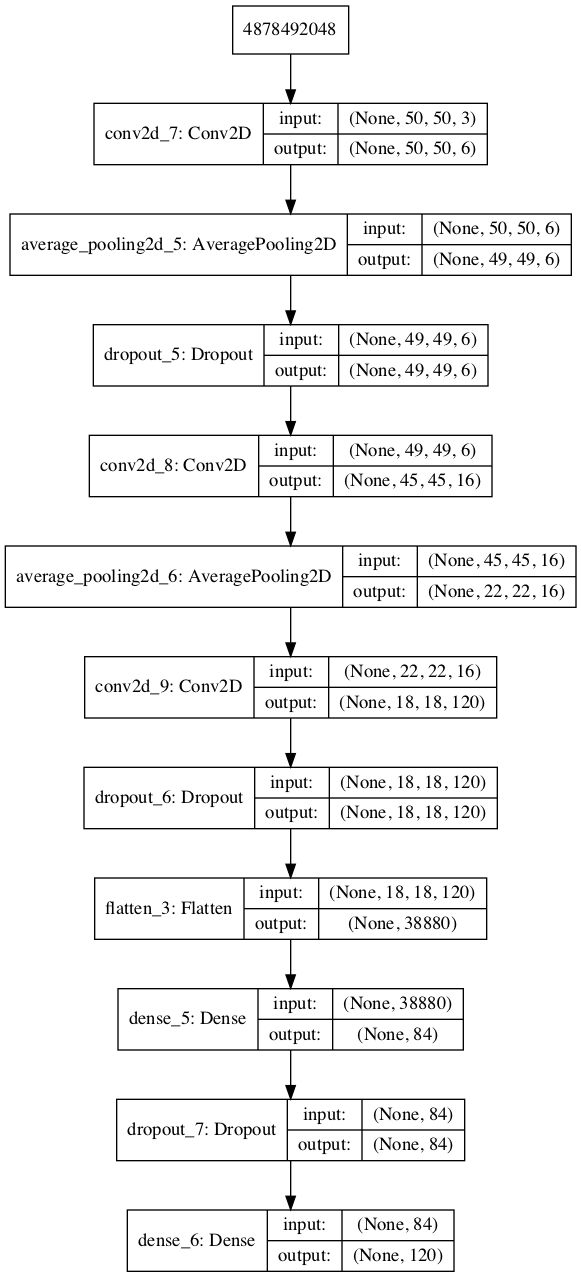 4878492048
conv2d_7: Conv2D
input: (None, 50, 50, 3)
output: (None, 50, 50, 6)
average_pooling2d_5: AveragePooling2D
input: (None, 50, 50, 6)
output: (None, 49, 49, 6)
dropout_5: Dropout
input: (None, 49, 49, 6)
output: (None, 49, 49, 6)
conv2d_8: Conv2D
input: (None, 49, 49, 6)
output: (None, 45, 45, 16)
average_pooling2d_6: AveragePooling2D
input: (None, 45, 45, 16)
output: (None, 22, 22, 16)
conv2d_9: Conv2D
input: (None, 22, 22, 16)
output: (None, 18, 18, 120)
dropout_6: Dropout
input: (None, 18, 18, 120)
output: (None, 18, 18, 120)
flatten_3: Flatten
input: (None, 18, 18, 120)
output: (None, 38880)
dense_5: Dense
input: (None, 38880)
output: (None, 84)
dropout_7: Dropout
input: (None, 84)
output: (None, 84)
dense_6: Dense
input: (None, 84)
output: (None, 120)